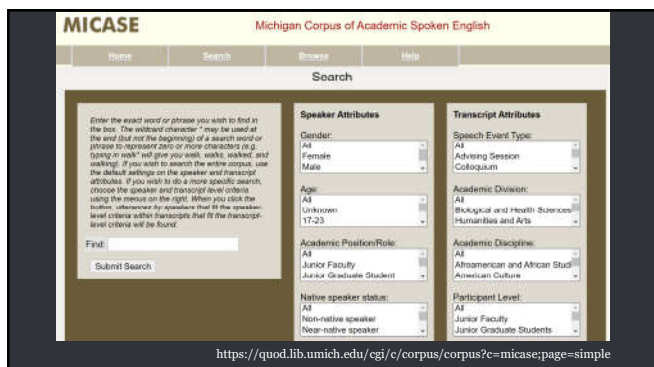 MICASE
Michigan Corpus of Academic Spoken English
Home Search Browse Help
Search
Enter the exact word or phrase you wish to find in
the box. The wildcard character * may be used at
the end (but not the beginning) of a search word or
phrase to represent zero or more characters (e.g.
typing in walk* will give you walk, walks, walked, and
walking). If you wish to search the entire corpus, use
the default settings on the speaker and transcript
attributes. If you wish to do a more specific search,
choose the speaker and transcript level criteria
using the menus on the right. When you click the
button, utterances by speakers that fit the speaker-
level criteria within transcripts that fit the transcript-
level criteria will be found.
Find:
Submit Search
Speaker Attributes
Gender:
All
Female
Male
Age:
All
Unknown
17-23
Academic Position/Role:
All
Junior Faculty
Junior Graduate Student
Native speaker status:
All
Non-native speaker
Near-native speaker
Transcript Attributes
Speech Event Type:
All
Advising Session
Colloquium
Academic Division:
All
Biological and Health Sciences
Humanities and Arts
Academic Discipline:
All
Afroamerican and African Studi
American Culture
Participant Level:
All
Junior Faculty
Junior Graduate Students
https://quod.lib.umich.edu/cgi/c/corpus/corpus?c=micase;page=simple